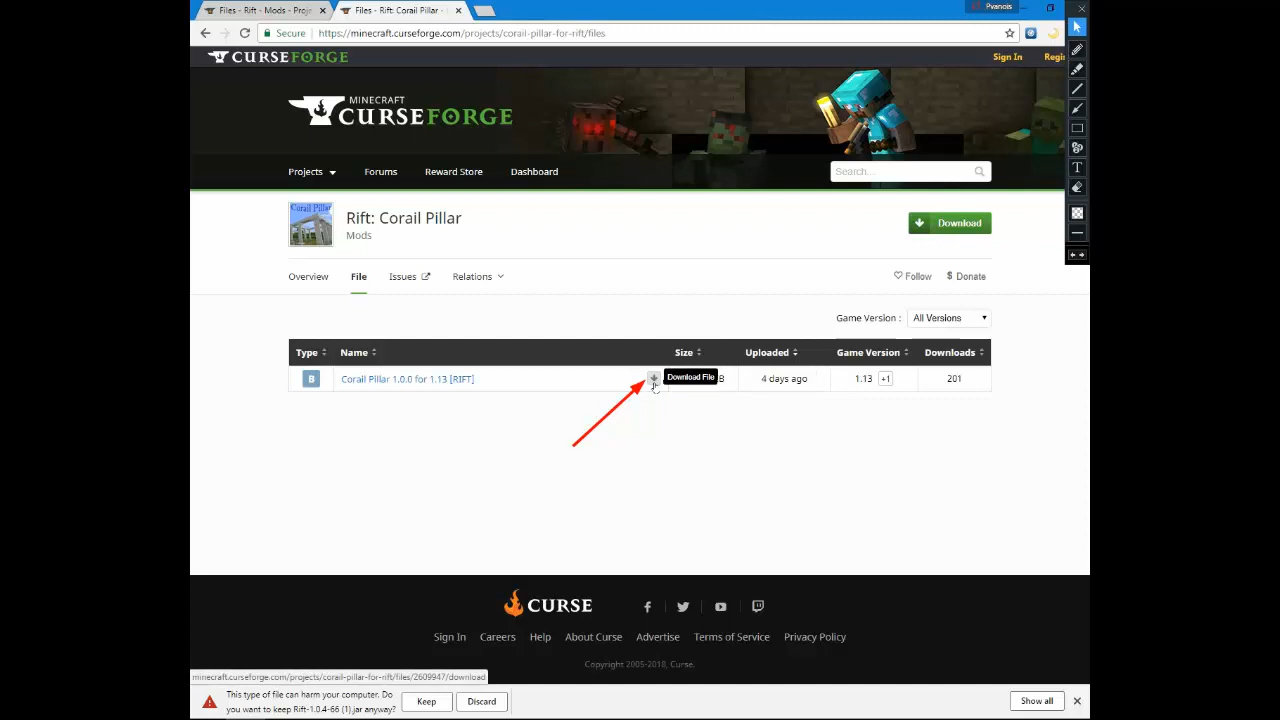 Files - Rift - Mods - Proje
Files - Rift: Corail Pillar -
Pvanois
Secure
https://minecraft.curseforge.com/projects/corail-pillar-for-rift/files
CURSEFORGE
Sign In
Regi
MINECRAFT
CURSEFORGE
Projects
Forums
Reward Store
Dashboard
Search...
Corail Pillar
Rift: Corail Pillar
Mods
Download
Overview
File
Issues
Relations
Follow
$ Donate
Game Version :
All Versions
Type
Name
Size
Uploaded
Game Version
Downloads
B
Corail Pillar 1.0.0 for 1.13 [RIFT]
Download File
B
4 days ago
1.13
+1
201
T
CURSE
Sign In
Careers
Help
About Curse
Advertise
Terms of Service
Privacy Policy
Copyright 2005-2018, Curse.
minecraft.curseforge.com/projects/corail-pillar-for-rift/files/2609947/download
This type of file can harm your computer. Do
you want to keep Rift-1.0.4-66 (1).jar anyway?
Keep
Discard
Show all